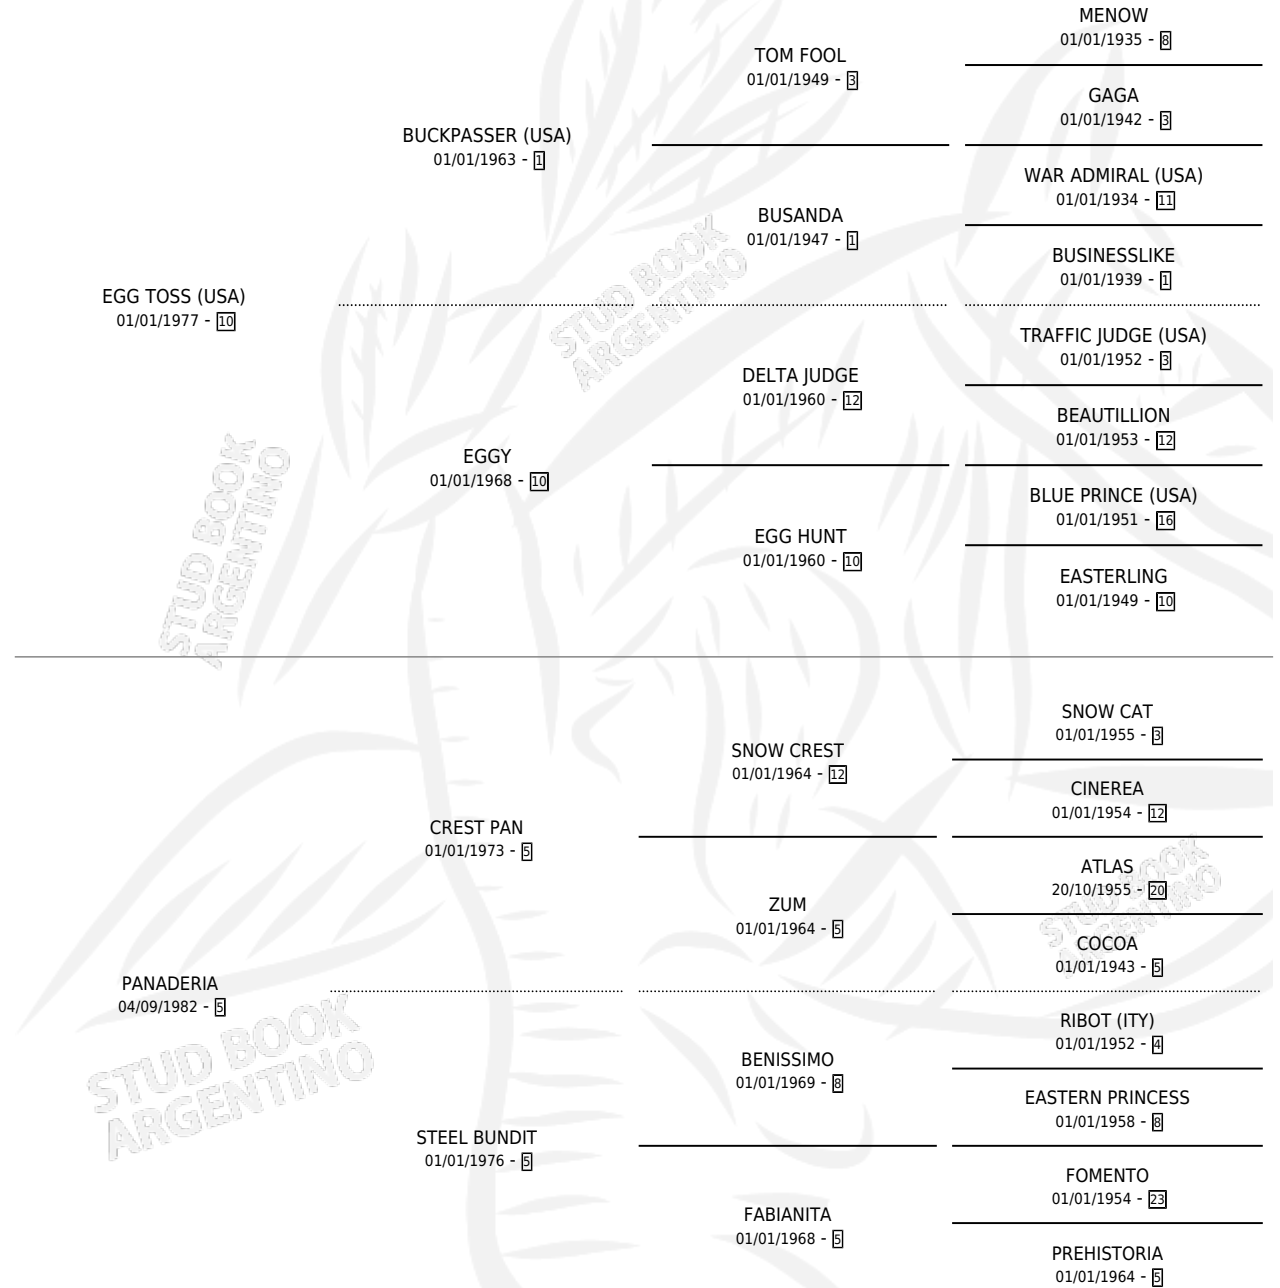 MENOW
01/01/1935 - 8
TOM FOOL
01/01/1949 - 3
GAGA
01/01/1942 - 3
BUCKPASSER (USA)
01/01/1963 - 1
WAR ADMIRAL (USA)
01/01/1934 - 11
BUSANDA
01/01/1947 - 1
BUSINESSLIKE
01/01/1939 - 1
EGG TOSS (USA)
01/01/1977 - 10
TRAFFIC JUDGE (USA)
01/01/1952 - 3
DELTA JUDGE
01/01/1960 - 12
BEAUTILLION
01/01/1953 - 12
EGGY
01/01/1968 - 10
BLUE PRINCE (USA)
01/01/1951 - 16
EGG HUNT
01/01/1960 - 10
EASTERLING
01/01/1949 - 10
SNOW CAT
01/01/1955 - 3
SNOW CREST
01/01/1964 - 12
CINEREA
01/01/1954 - 12
CREST PAN
01/01/1973 - 5
ATLAS
20/10/1955 - 20
ZUM
01/01/1964 - 5
COCOA
01/01/1943 - 5
PANADERIA
04/09/1982 - 5
RIBOT (ITY)
01/01/1952 - 4
BENISSIMO
01/01/1969 - 8
EASTERN PRINCESS
01/01/1958 - 8
STEEL BUNDIT
01/01/1976 - 5
FOMENTO
01/01/1954 - 23
FABIANITA
01/01/1968 - 5
PREHISTORIA
01/01/1964 - 5
STUD BOOK
ARGENTINO
STUD BOOK
ARGENTINO
STUD BOOK
ARGENTINO
STUD BOOK
ARGENTINO